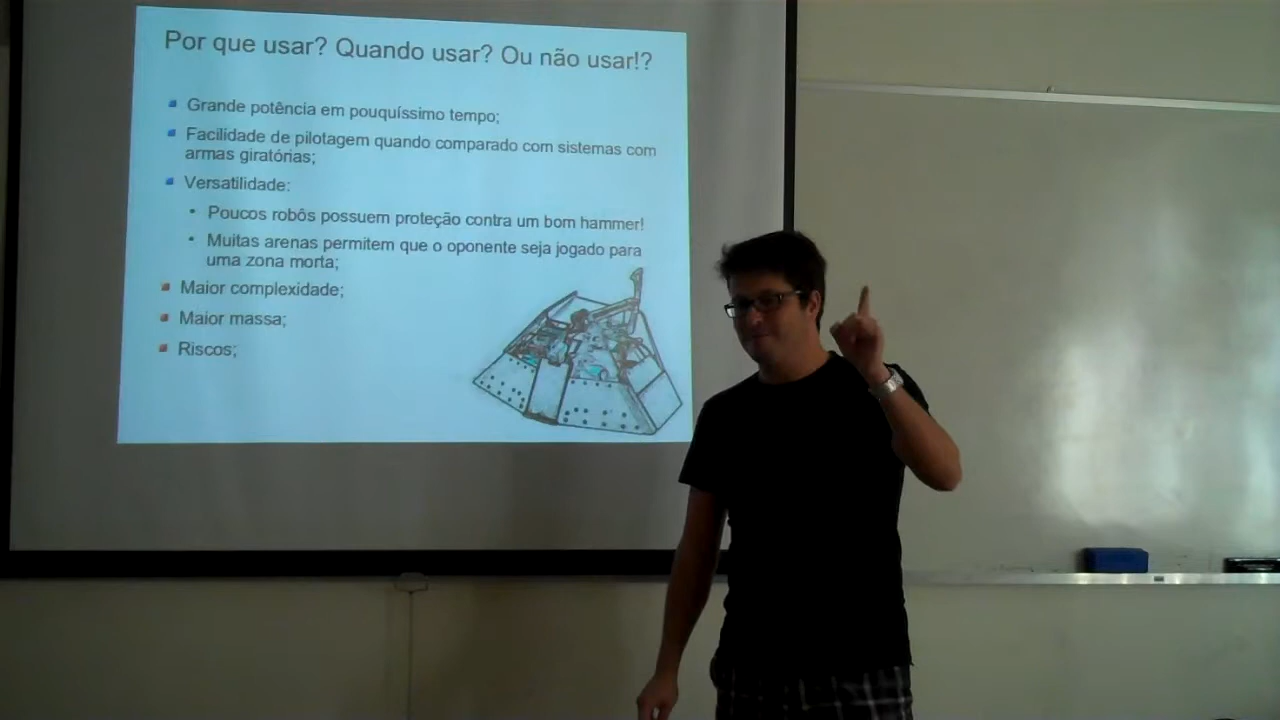 Por que usar? Quando usar? Ou não usar!?
Grande potência em pouquíssimo tempo;
Facilidade de pilotagem quando comparado com sistemas com
armas giratórias;
Versatilidade:
Poucos robôs possuem proteção contra um bom hammer!
Muitas arenas permitem que o oponente seja jogado para
uma zona morta;
Maior complexidade;
Maior massa;
Riscos;